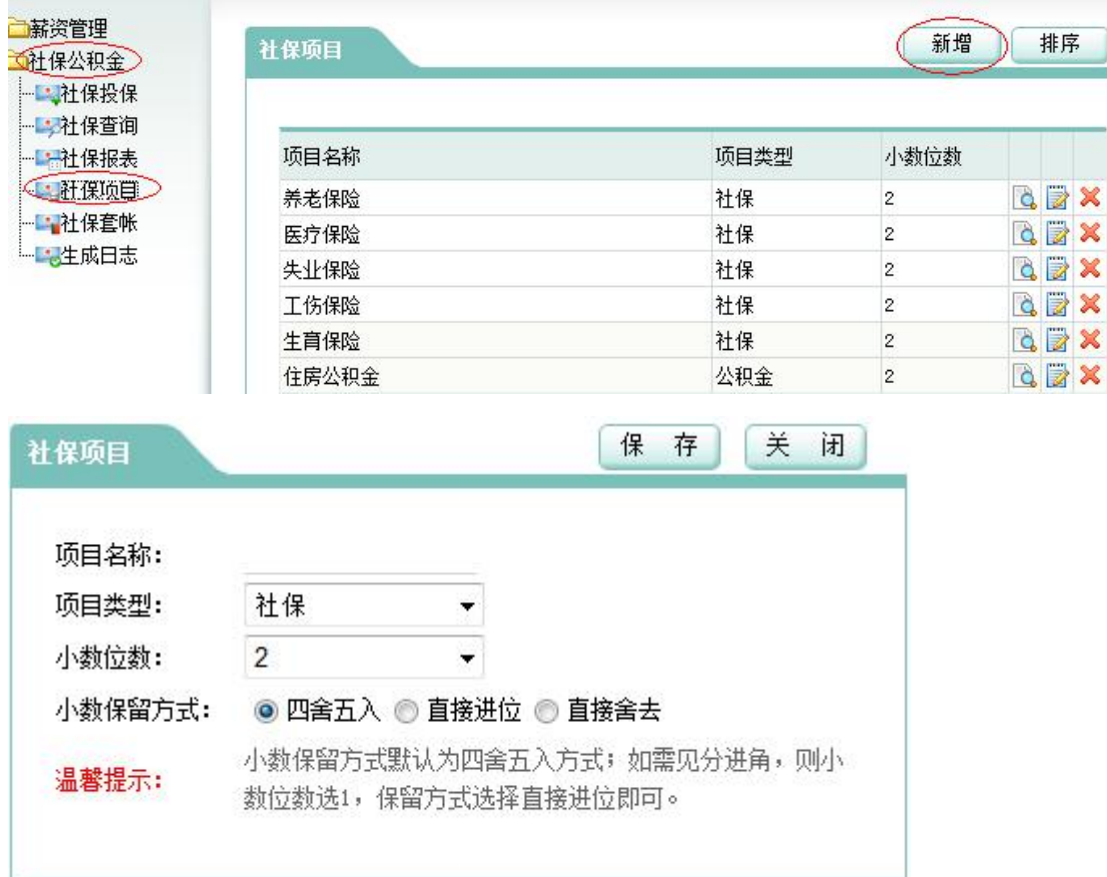 薪资管理
社保公积金
社保投保
社保查询
社保报表
社保项目
社保套帐
生成日志
社保项目 新增 排序
项目名称 项目类型 小数位数
养老保险 社保 2
医疗保险 社保 2
失业保险 社保 2
工伤保险 社保 2
生育保险 社保 2
住房公积金 公积金 2
社保项目 保 存 关 闭
项目名称:
项目类型: 社保
小数位数: 2
小数保留方式: 四舍五入 直接进位 直接舍去
温馨提示: 小数保留方式默认为四舍五入方式；如需见分进角，则小
数位数选1，保留方式选择直接进位即可。